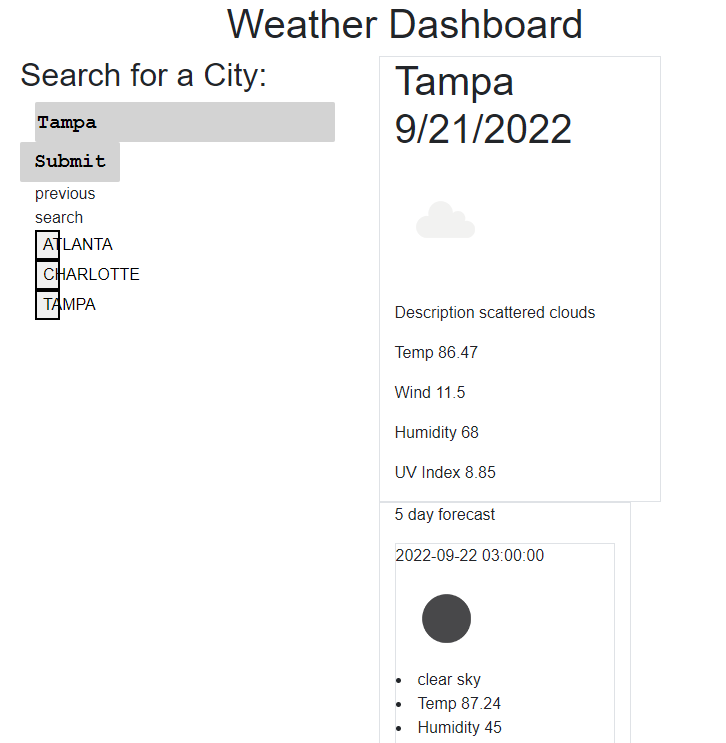 Weather Dashboard
Search for a City:
Tampa
Submit
previous
search
ATLANTA
CHARLOTTE
TAMPA
Tampa
9/21/2022
Description scattered clouds
Temp 86.47
Wind 11.5
Humidity 68
UV Index 8.85
5 day forecast
2022-09-22 03:00:00
• clear sky
• Temp 87.24
• Humidity 45